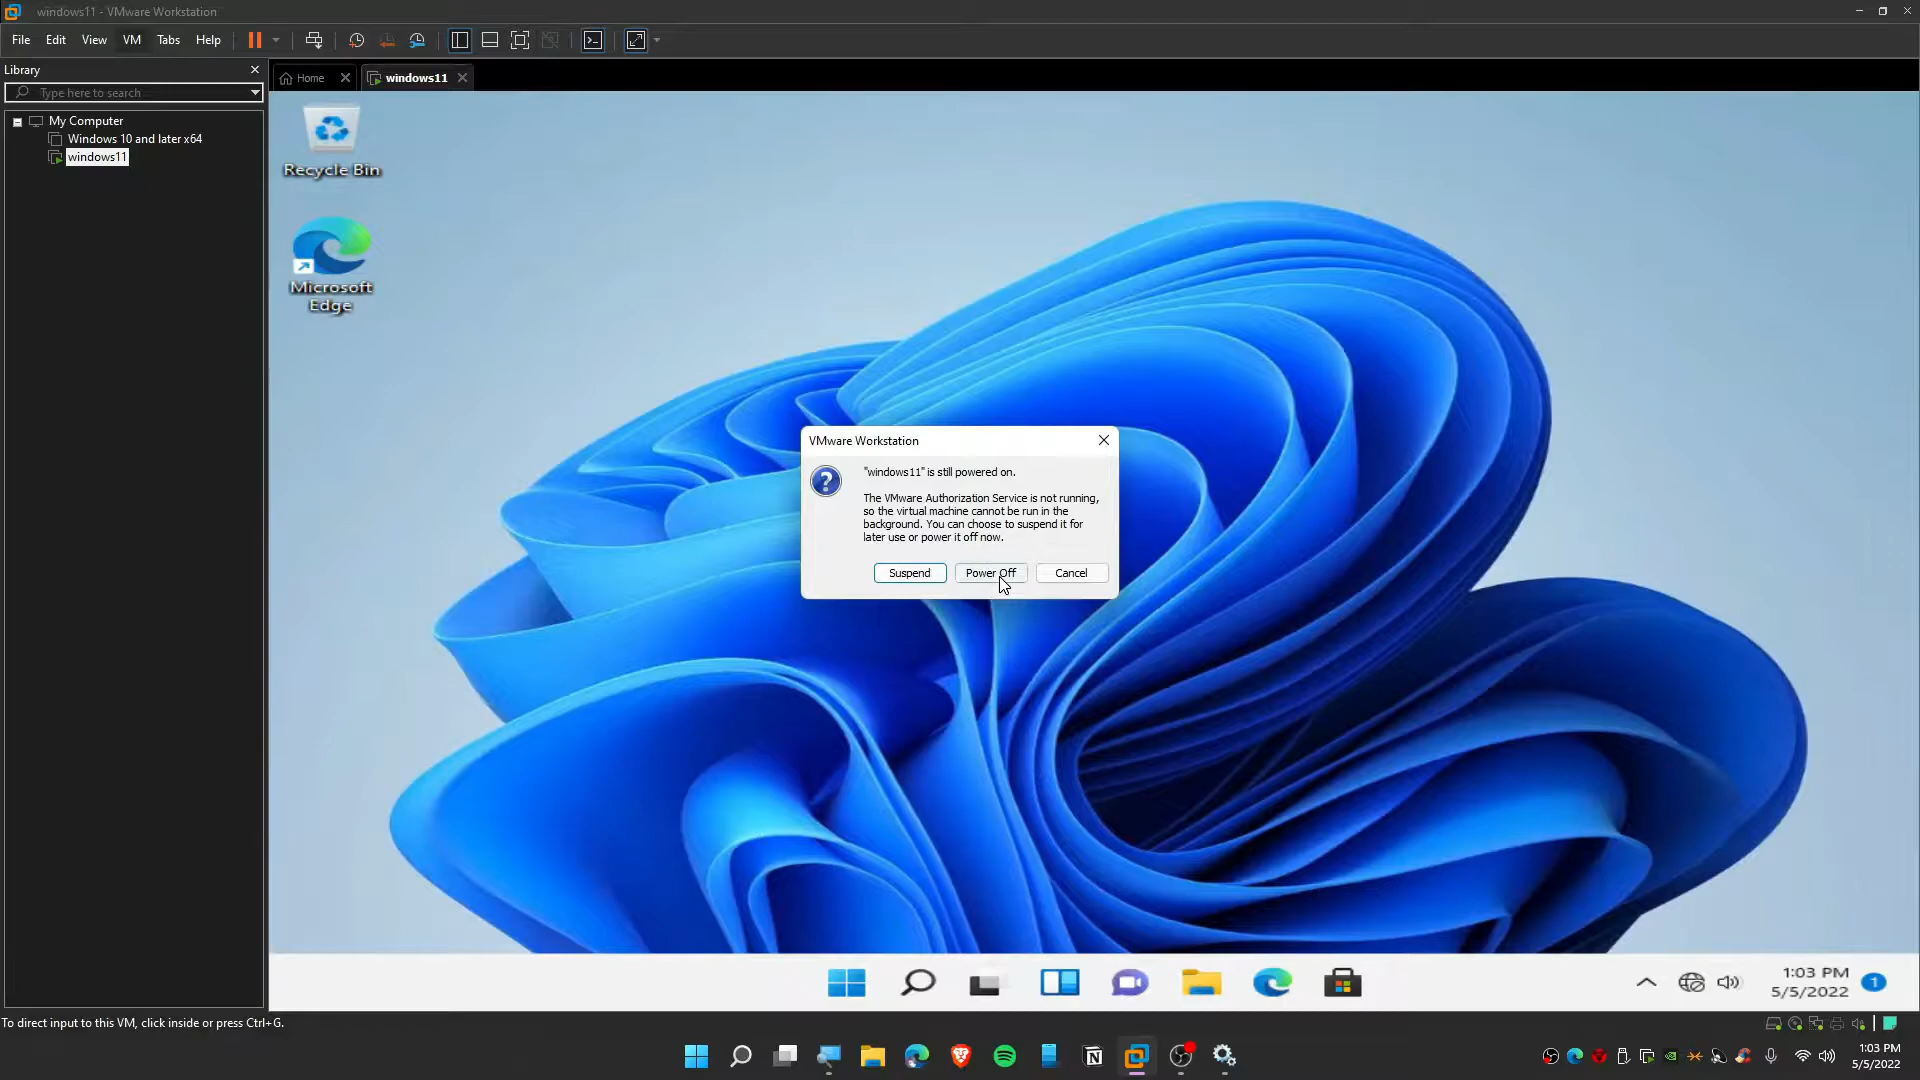 windows11 - VMware Workstation
File Edit View VM Tabs Help
Library
Type here to search
Home
windows11
My Computer
Windows 10 and later x64
windows11
Recycle Bin
Microsoft
Edge
VMware Workstation
"windows11" is still powered on.
The VMware Authorization Service is not running,
so the virtual machine cannot be run in the
background. You can choose to suspend it for
later use or power it off now.
Suspend
Power Off
Cancel
1:03 PM
5/5/2022
1
To direct input to this VM, click inside or press Ctrl+G.
1:03 PM
5/5/2022